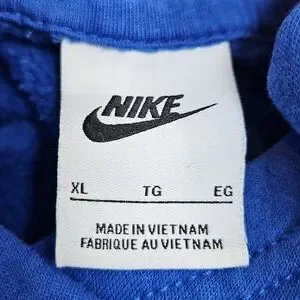 NIKE
XL TG EG
MADE IN VIETNAM
FABRIQUE AU VIETNAM